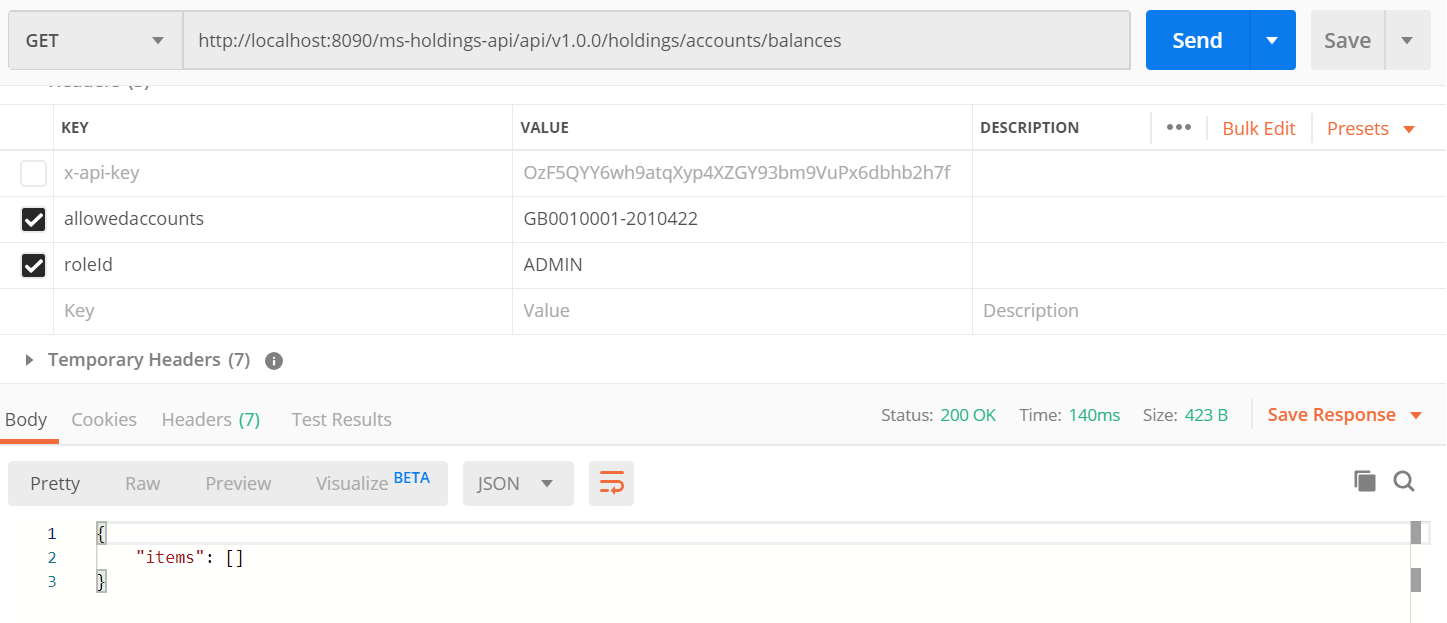 GET http://localhost:8090/ms-holdings-api/api/v1.0.0/holdings/accounts/balances Send Save
KEY VALUE DESCRIPTION ••• Bulk Edit Presets
x-api-key OzF5QYY6wh9atqXyp4XZGY93bm9VuPx6dbhb2h7f
allowedaccounts GB0010001-2010422
roleId ADMIN
Key Value Description
Temporary Headers (7)
Body Cookies Headers (7) Test Results Status: 200 OK Time: 140ms Size: 423 B Save Response
Pretty Raw Preview Visualize BETA JSON
1 {
2 "items": []
3 }